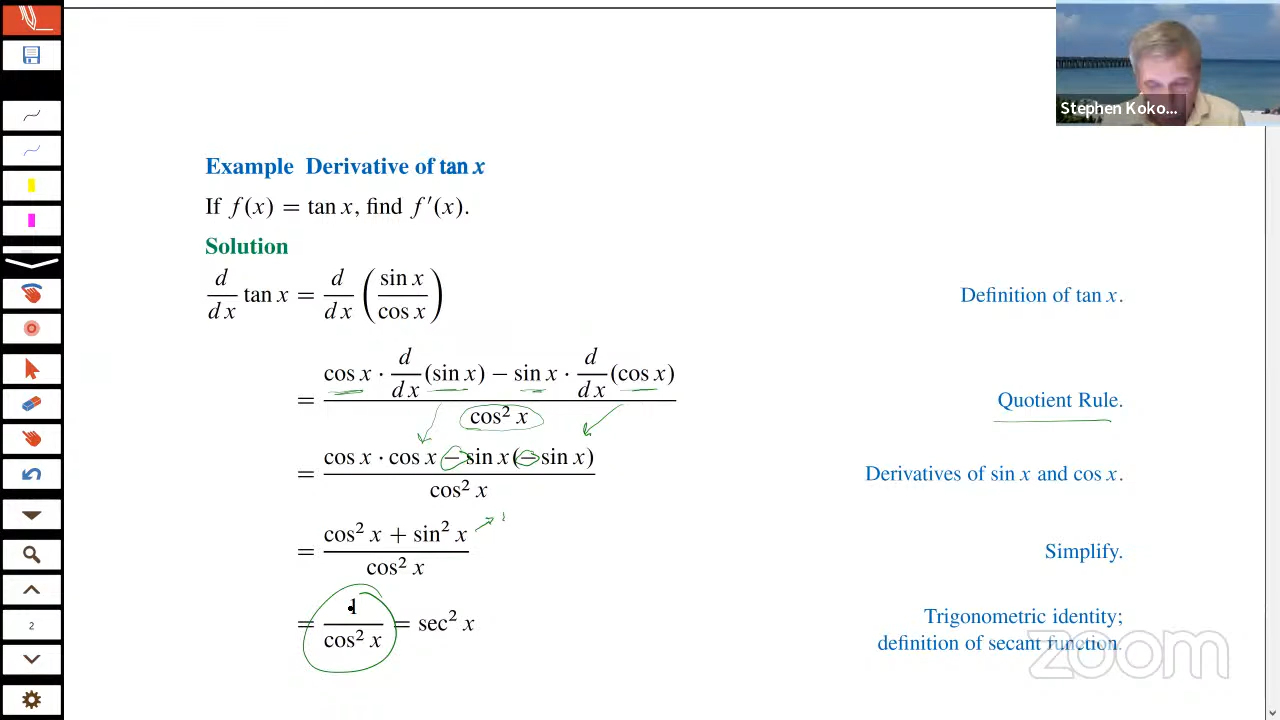 Stephen Koko...
Example Derivative of tan x
If f(x) = tan x, find f′(x).
Solution
d/dx tan x = d/dx (sin x / cos x) Definition of tan x.
= (cos x · d/dx (sin x) − sin x · d/dx (cos x)) / cos² x Quotient Rule.
= (cos x · cos x − sin x(− sin x)) / cos² x Derivatives of sin x and cos x.
= (cos² x + sin² x) / cos² x Simplify.
= 1 / cos² x = sec² x Trigonometric identity;
definition of secant function.
2
zoom